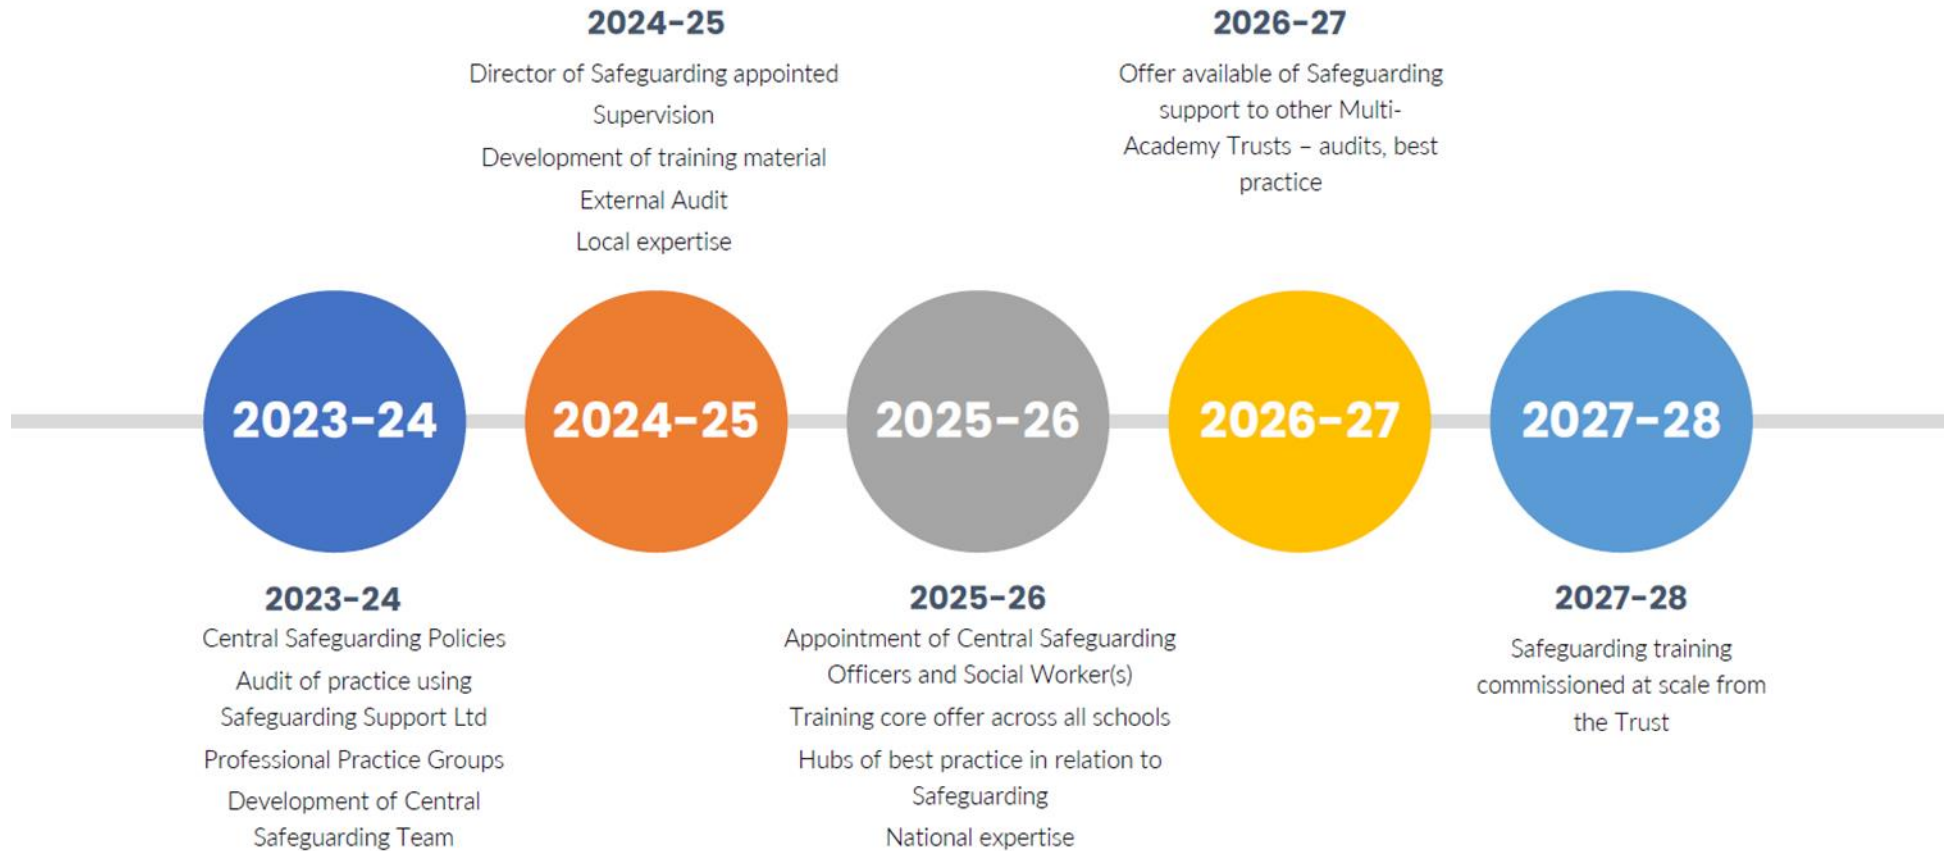 2024-25
Director of Safeguarding appointed
Supervision
Development of training material
External Audit
Local expertise
2026-27
Offer available of Safeguarding
support to other Multi-
Academy Trusts – audits, best
practice
2023-24
2024-25
2025-26
2026-27
2027-28
2023-24
Central Safeguarding Policies
Audit of practice using
Safeguarding Support Ltd
Professional Practice Groups
Development of Central
Safeguarding Team
2025-26
Appointment of Central Safeguarding
Officers and Social Worker(s)
Training core offer across all schools
Hubs of best practice in relation to
Safeguarding
National expertise
2027-28
Safeguarding training
commissioned at scale from
the Trust